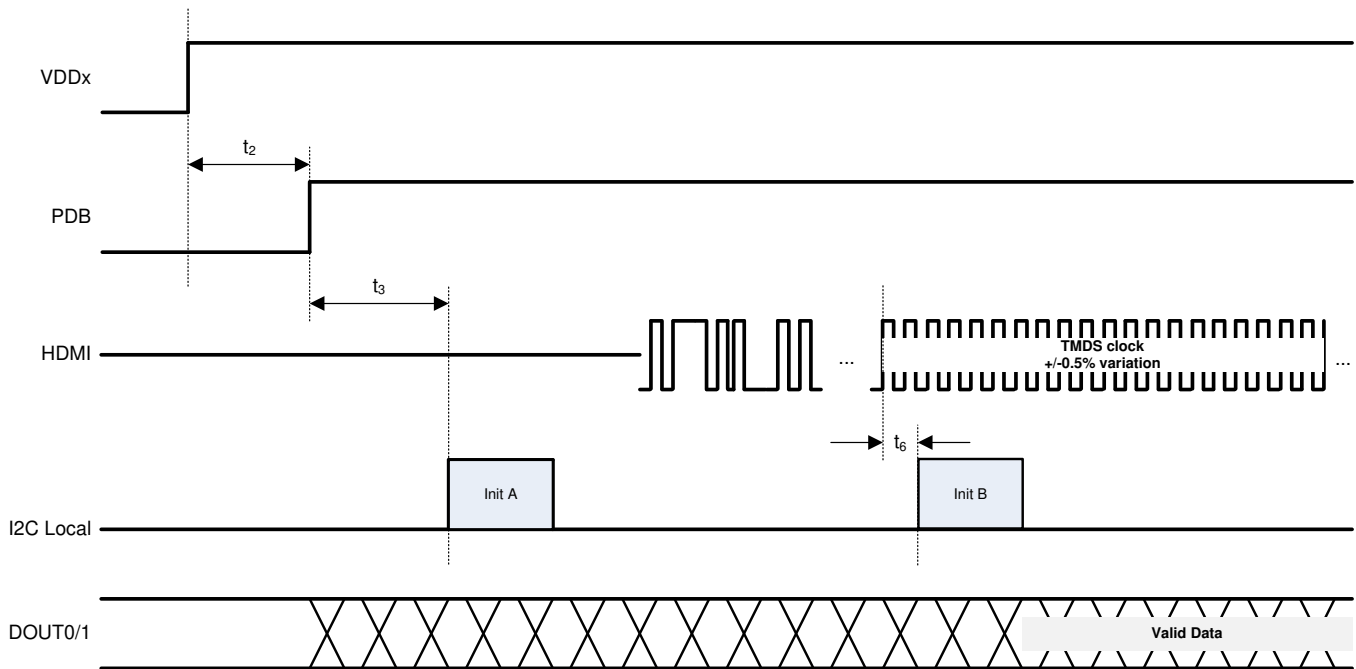 VDDx
t₂
PDB
t₃
HDMI
...
TMDS clock
+/-0.5% variation
...
t₆
Init A
Init B
I2C Local
DOUT0/1
Valid Data